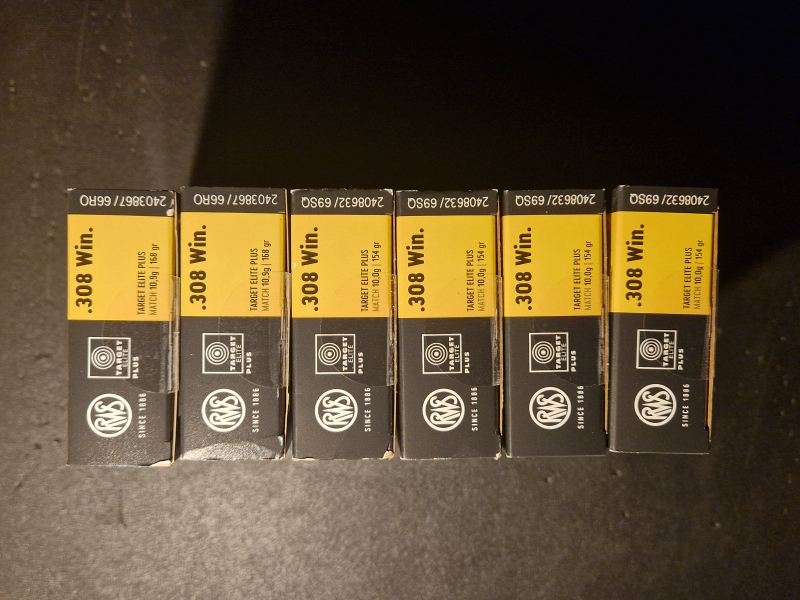 2403867/ 66RO
.308 Win.
TARGET ELITE PLUS
MATCH 10,9g | 168 gr
TARGET
ELITE
PLUS
RWS
SINCE 1886
2403867/ 66RO
.308 Win.
TARGET ELITE PLUS
MATCH 10,9g | 168 gr
TARGET
ELITE
PLUS
RWS
SINCE 1886
2408632/ 69SQ
.308 Win.
TARGET ELITE PLUS
MATCH 10,0g | 154 gr
TARGET
ELITE
PLUS
RWS
SINCE 1886
2408632/ 69SQ
.308 Win.
TARGET ELITE PLUS
MATCH 10,0g | 154 gr
TARGET
ELITE
PLUS
RWS
SINCE 1886
2408632/ 69SQ
.308 Win.
TARGET ELITE PLUS
MATCH 10,0g | 154 gr
TARGET
ELITE
PLUS
RWS
SINCE 1886
2408632/ 69SQ
.308 Win.
TARGET ELITE PLUS
MATCH 10,0g | 154 gr
TARGET
ELITE
PLUS
RWS
SINCE 1886